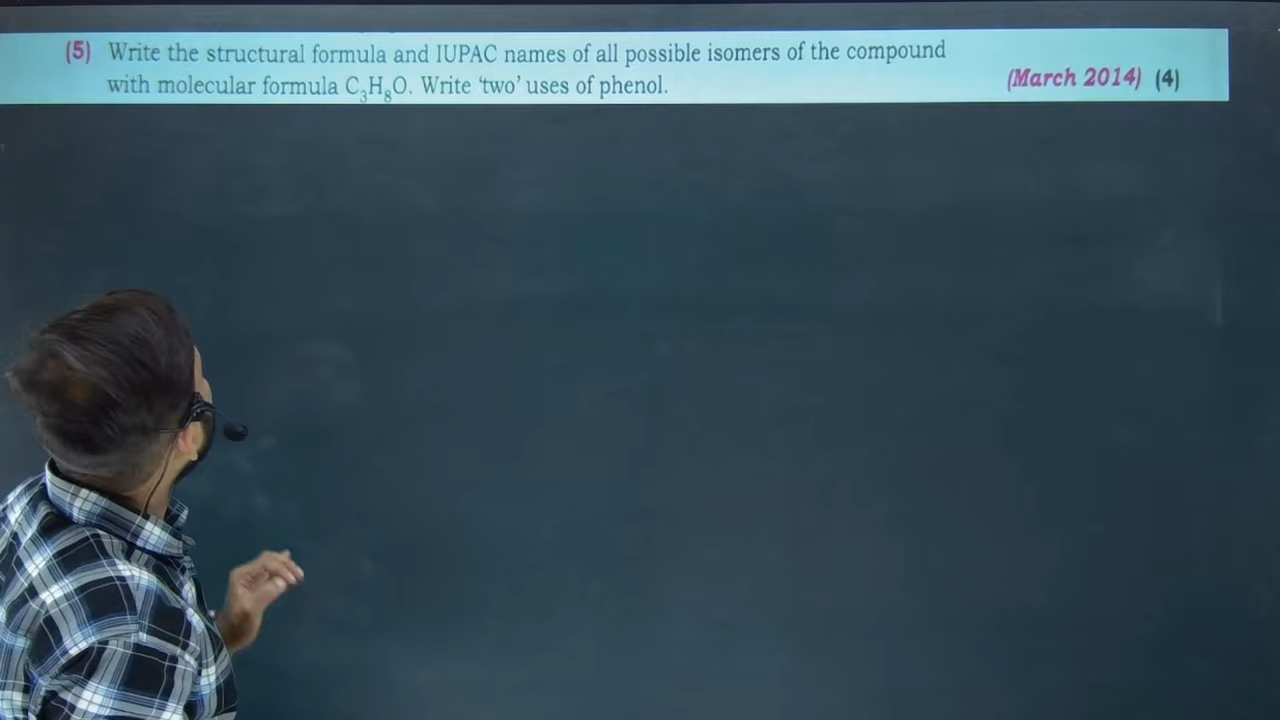 (5) Write the structural formula and IUPAC names of all possible isomers of the compound
with molecular formula C₃H₈O. Write ‘two’ uses of phenol. (March 2014) (4)